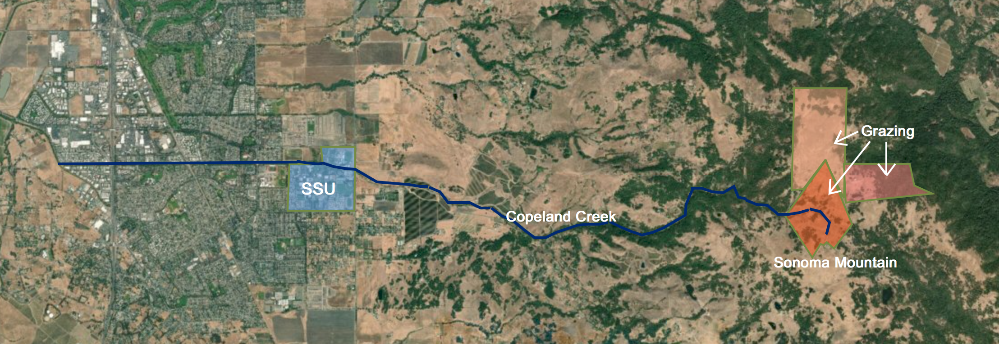 Grazing
SSU
Copeland Creek
Sonoma Mountain